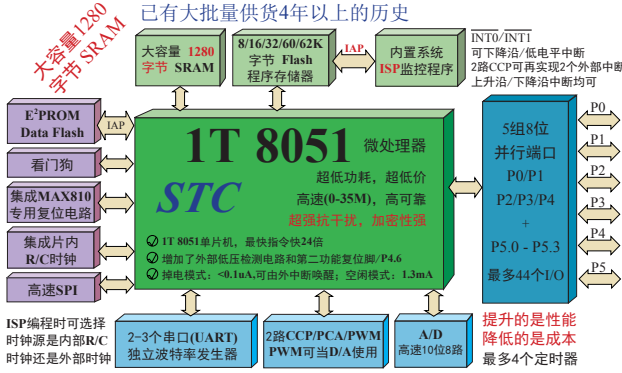 已有大批量供货4年以上的历史
大容量1280
字节 SRAM
大容量 1280
字节 SRAM
8/16/32/60/62K
字节 Flash
程序存储器
IAP
内置系统
ISP监控程序
INT0/INT1
可下降沿/低电平中断
2路CCP可再实现2个外部中断
上升沿/下降沿中断均可
E²PROM
Data Flash
IAP
看门狗
集成MAX810
专用复位电路
集成片内
R/C时钟
高速SPI
1T 8051 微处理器
STC
超低功耗，超低价
高速(0-35M)，高可靠
超强抗干扰，加密性强
1T 8051单片机，最快指令快24倍
增加了外部低压检测电路和第二功能复位脚/P4.6
掉电模式：<0.1uA,可由外中断唤醒；空闲模式：1.3mA
5组8位
并行端口
P0/P1
P2/P3/P4
+
P5.0 - P5.3
最多44个I/O
P0
P1
P2
P3
P4
P5
ISP编程时可选择
时钟源是内部R/C
时钟还是外部时钟
2-3个串口(UART)
独立波特率发生器
2路CCP/PCA/PWM
PWM可当D/A使用
A/D
高速10位8路
提升的是性能
降低的是成本
最多4个定时器